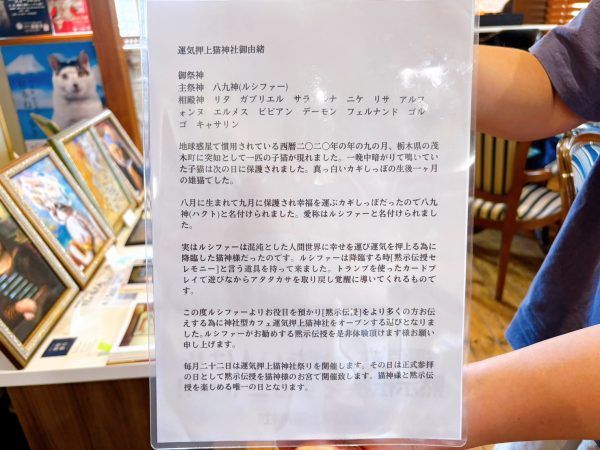 運気押上猫神社御由緒
御祭神
主祭神 八九神(ルシファー)
相殿神 リタ ガブリエル サラ ナ ニケ リサ アルフ
ォンヌ エルメス ビビアン デーモン フェルナンド ゴル
ゴ キャサリン
地球惑星で慣用されている西暦二〇二〇年の年の九の月、栃木県の茂
木町に突如として一匹の子猫が現れました。一晩中暗がりで鳴いてい
た子猫は次の日に保護されました。真っ白いカギしっぽの生後一ヶ月
の雄猫でした。
八月に生まれて九月に保護され幸福を運ぶカギしっぽだったので八九
神(ハクト)と名付けられました。愛称はルシファーと名付けられまし
た。
実はルシファーは混沌とした人間世界に幸せを運び運気を押上る為に
降臨した猫神様だったのです。ルシファーは降臨する時[黙示伝授セ
レモニー]と言う道具を持って来ました。トランプを使ったカードプ
レイで遊びながらアタタカサを取り戻し覚醒に導いてくれるものです
す。
この度ルシファーよりお役目を預かり[黙示伝授]をより多くの方お伝
えする為に神社型カフェ運気押上猫神社をオープンする運びとなりま
した。ルシファーがお勧めする黙示伝授を是非体験頂けます様お願い
申し上げます。
毎月二十二日は運気押上猫神社祭りを開催します。その日は正式参拝
の日として黙示伝授を猫神様のお宮で開催致します。猫神様と黙示伝
授を楽しめる唯一の日となります。